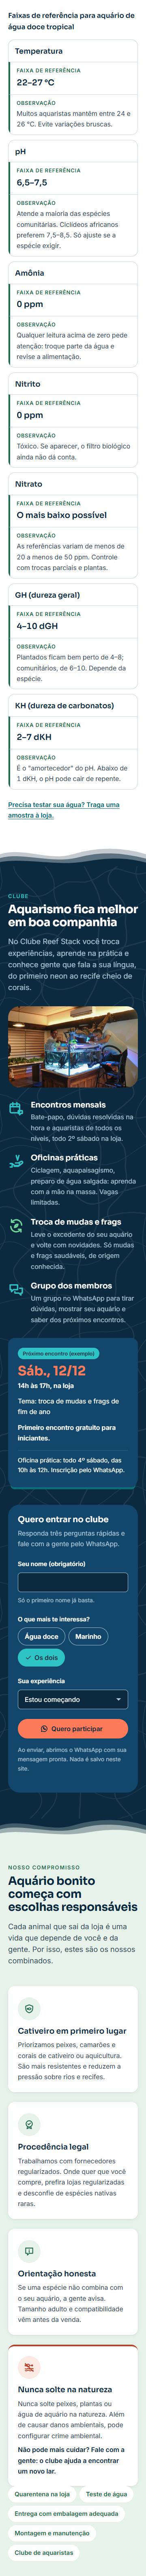 Faixas de referência para aquário de
água doce tropical
Temperatura
FAIXA DE REFERÊNCIA
22–27 °C
OBSERVAÇÃO
Muitos aquaristas mantêm entre 24 e
26 °C. Evite variações bruscas.
pH
FAIXA DE REFERÊNCIA
6,5–7,5
OBSERVAÇÃO
Atende a maioria das espécies
comunitárias. Ciclídeos africanos
preferem 7,5–8,5. Só ajuste se a
espécie exigir.
Amônia
FAIXA DE REFERÊNCIA
0 ppm
OBSERVAÇÃO
Qualquer leitura acima de zero pede
atenção: troque parte da água e
revise a alimentação.
Nitrito
FAIXA DE REFERÊNCIA
0 ppm
OBSERVAÇÃO
Tóxico. Se aparecer, o filtro biológico
ainda não dá conta.
Nitrato
FAIXA DE REFERÊNCIA
O mais baixo possível
OBSERVAÇÃO
As referências variam de menos de
20 a menos de 50 ppm. Controle
com trocas parciais e plantas.
GH (dureza geral)
FAIXA DE REFERÊNCIA
4–10 dGH
OBSERVAÇÃO
Plantados ficam bem perto de 4–8;
comunitários, de 6–10. Depende da
espécie.
KH (dureza de carbonatos)
FAIXA DE REFERÊNCIA
2–7 dKH
OBSERVAÇÃO
É o "amortecedor" do pH. Abaixo de
1 dKH, o pH pode cair de repente.
Precisa testar sua água? Traga uma
amostra à loja.
CLUBE
Aquarismo fica melhor
em boa companhia
No Clube Reef Stack você troca
experiências, aprende na prática e
conhece gente que fala a sua língua,
do primeiro neon ao recife cheio de
corais.
Encontros mensais
Bate-papo, dúvidas resolvidas na
hora e aquaristas de todos os
níveis, todo 2º sábado na loja.
Oficinas práticas
Ciclagem, aquapaisagismo,
preparo de água salgada: aprenda
com a mão na massa. Vagas
limitadas.
Troca de mudas e frags
Leve o excedente do seu aquário
e volte com novidades. Só mudas
e frags saudáveis, de origem
conhecida.
Grupo dos membros
Um grupo no WhatsApp para tirar
dúvidas, mostrar seu aquário e
saber dos próximos encontros.
Próximo encontro (exemplo)
Sáb., 12/12
14h às 17h, na loja
Tema: troca de mudas e frags de
fim de ano
Primeiro encontro gratuito para
iniciantes.
Oficina prática: todo 4º sábado, das
10h às 12h. Inscrição pelo WhatsApp.
Quero entrar no clube
Responda três perguntas rápidas e
fale com a gente pelo WhatsApp.
Seu nome (obrigatório)
Só o primeiro nome já basta.
O que mais te interessa?
Água doce
Marinho
Os dois
Sua experiência
Estou começando
Quero participar
Ao enviar, abrimos o WhatsApp com sua
mensagem pronta. Nada é salvo neste
site.
NOSSO COMPROMISSO
Aquário bonito
começa com
escolhas responsáveis
Cada animal que sai da loja é uma
vida que depende de você e da
gente. Por isso, estes são os nossos
combinados.
Cativeiro em primeiro lugar
Priorizamos peixes, camarões e
corais de cativeiro ou aquicultura.
São mais resistentes e reduzem a
pressão sobre rios e recifes.
Procedência legal
Trabalhamos com fornecedores
regularizados. Onde quer que você
compre, prefira lojas regularizadas
e desconfie de espécies nativas
raras.
Orientação honesta
Se uma espécie não combina com
o seu aquário, a gente avisa.
Tamanho adulto e compatibilidade
vêm antes da venda.
Nunca solte na natureza
Nunca solte peixes, plantas ou
água de aquário na natureza. Além
de causar danos ambientais, pode
configurar crime ambiental.
Não pode mais cuidar? Fale com a
gente: o clube ajuda a encontrar
um novo lar.
Quarentena na loja
Teste de água
Entrega com embalagem adequada
Montagem e manutenção
Clube de aquaristas